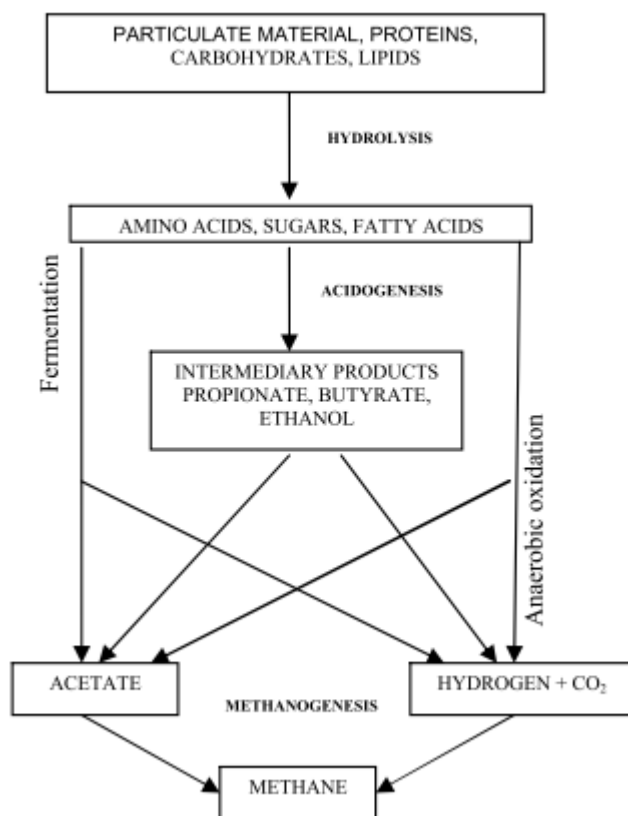 PARTICULATE MATERIAL, PROTEINS,
CARBOHYDRATES, LIPIDS
HYDROLYSIS
AMINO ACIDS, SUGARS, FATTY ACIDS
Fermentation
ACIDOGENESIS
INTERMEDIARY PRODUCTS
PROPIONATE, BUTYRATE,
ETHANOL
Anaerobic oxidation
ACETATE
HYDROGEN + CO₂
METHANOGENESIS
METHANE